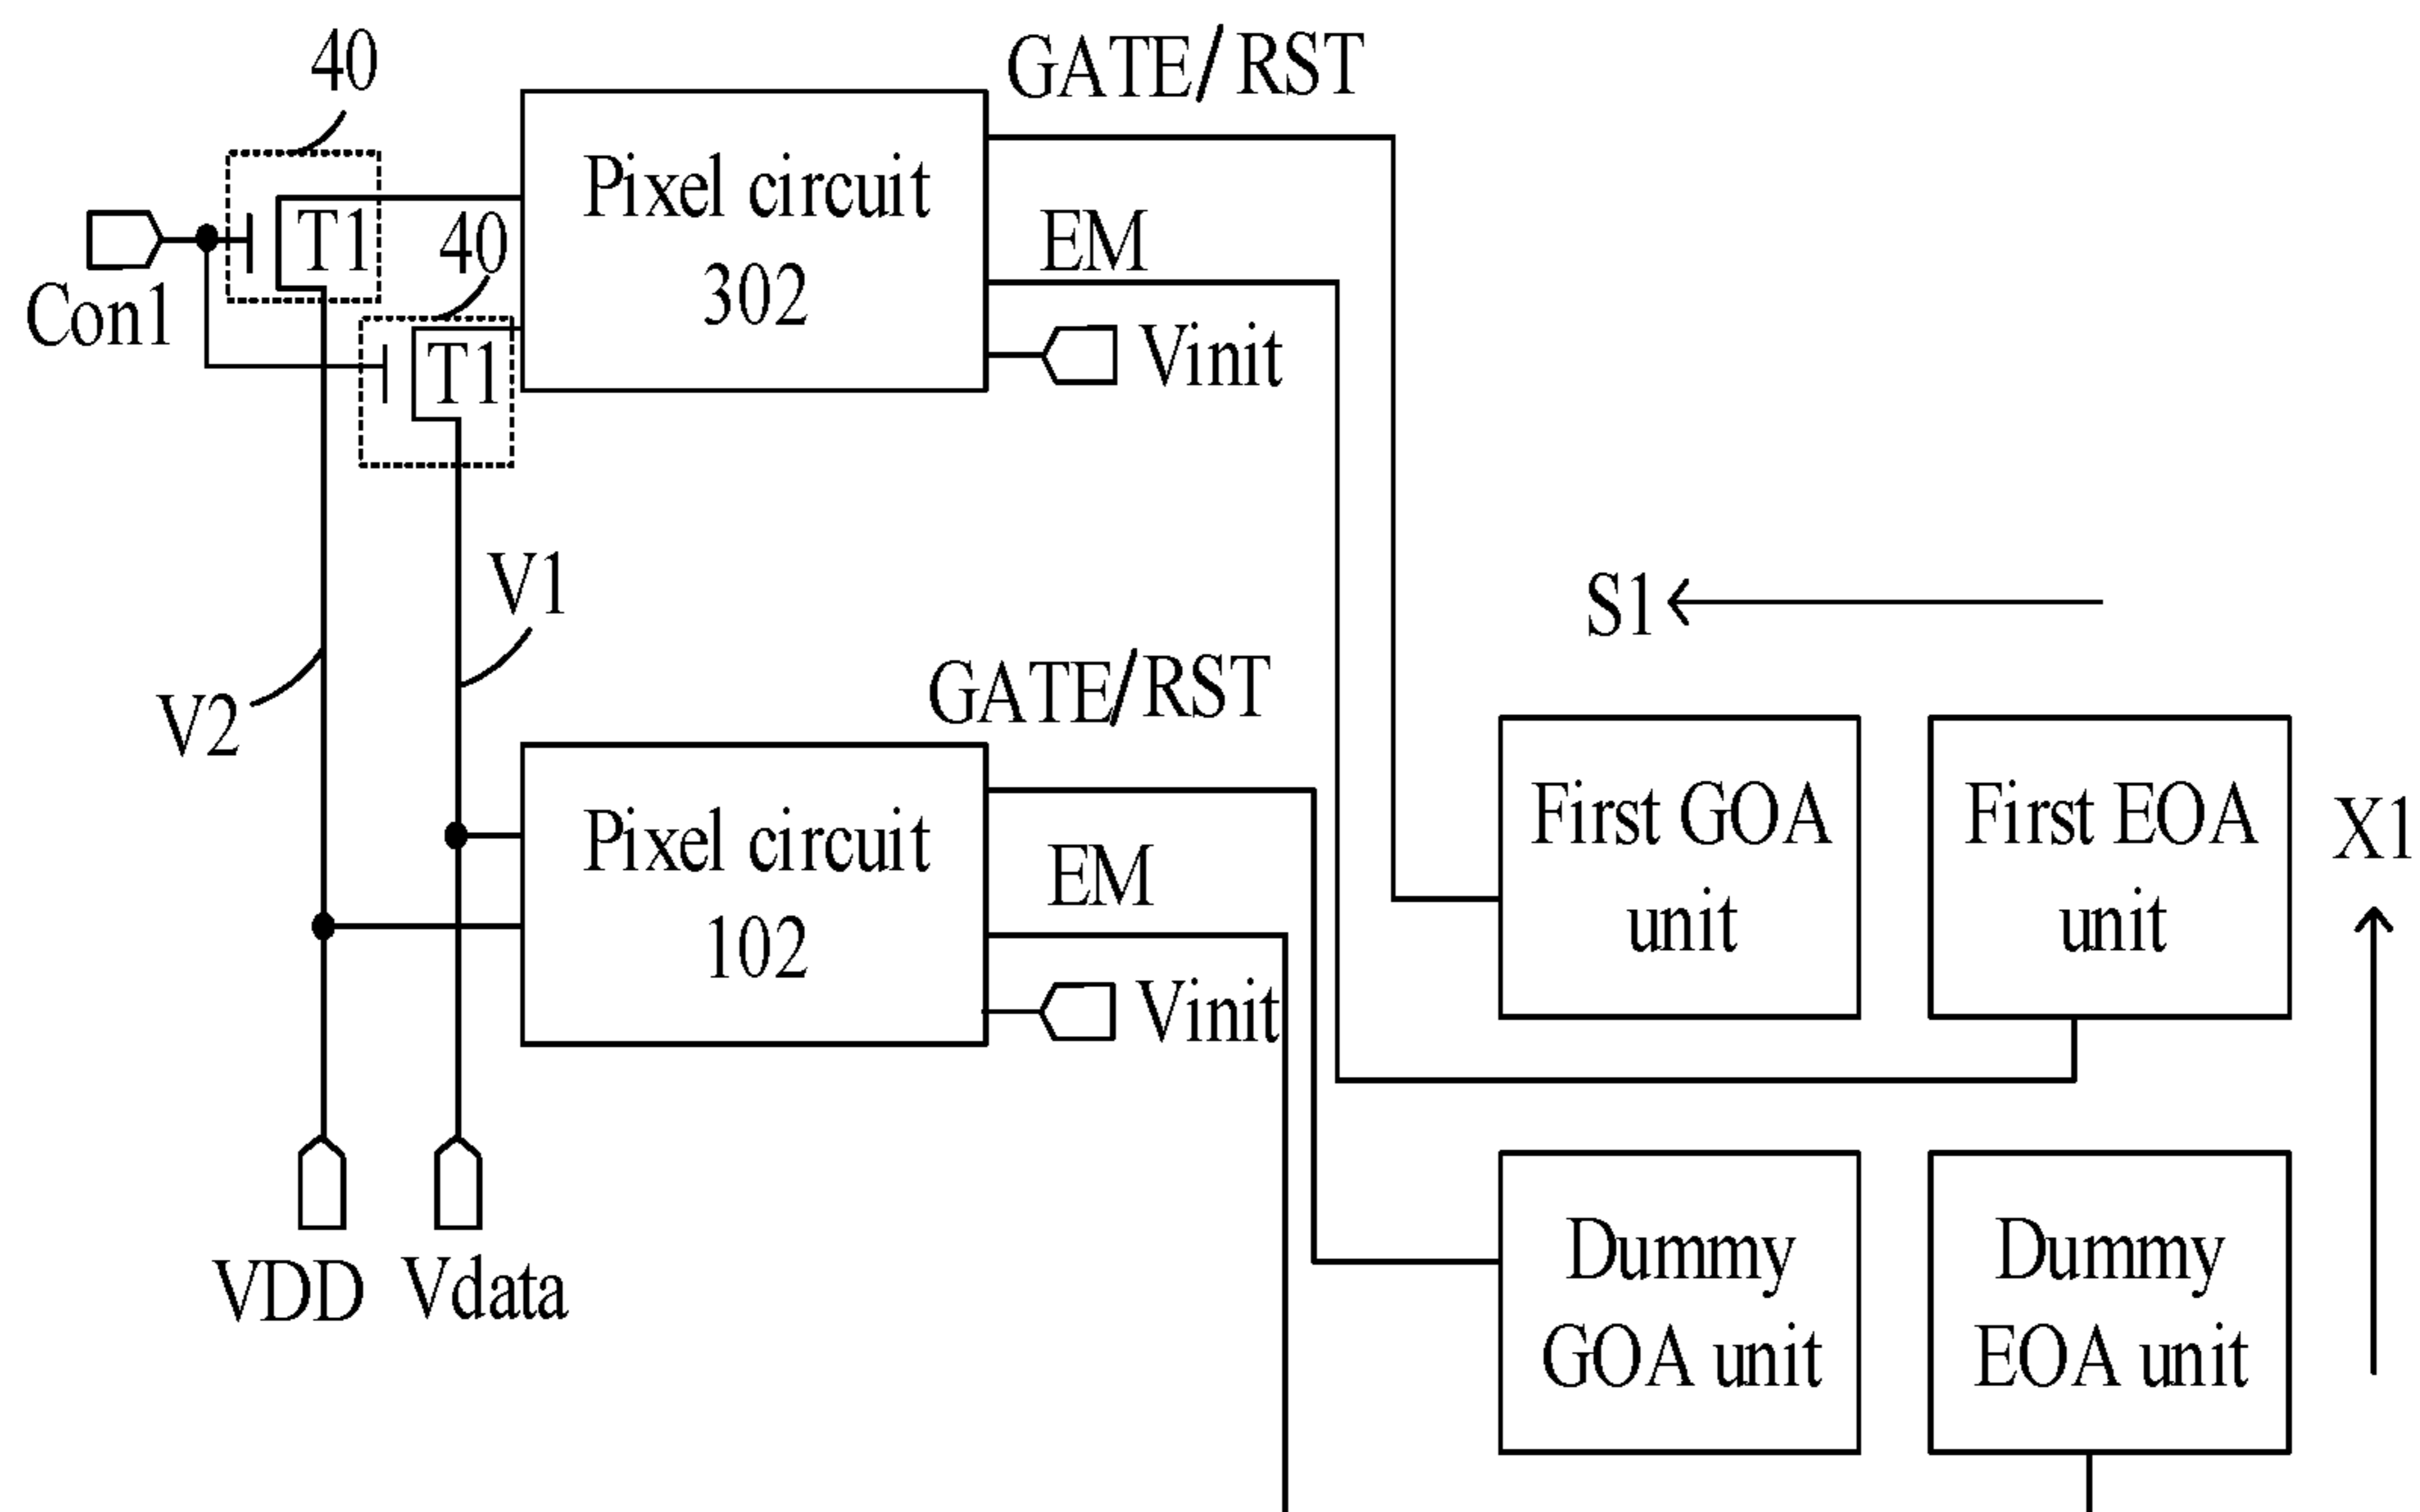 40
GATE/RST
Pixel circuit
302
T1
40
EM
Con1
Vinit
T1
V1
S1
GATE/RST
V2
Pixel circuit
102
First GOA
unit
First EOA
unit
X1
EM
Vinit
VDD
Vdata
Dummy
GOA unit
Dummy
EOA unit